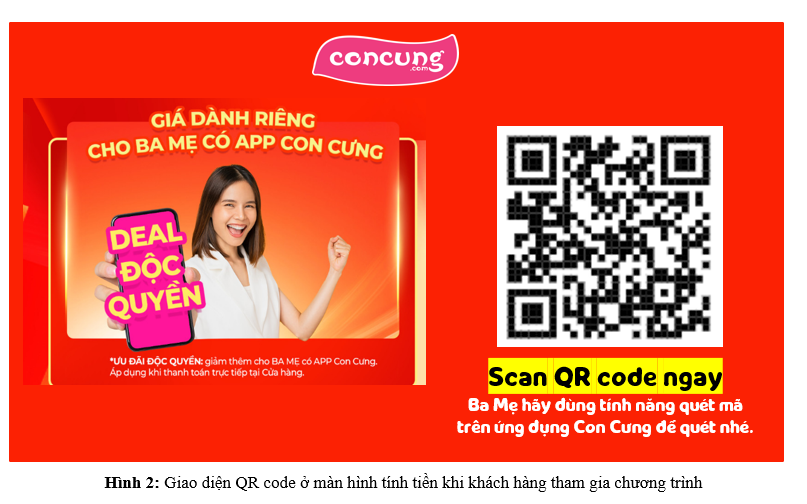 concung
.com
GIÁ DÀNH RIÊNG
CHO BA MẸ CÓ APP CON CƯNG
DEAL
ĐỘC
QUYỀN
*ƯU ĐÃI ĐỘC QUYỀN: giảm thêm cho BA MẸ có APP Con Cưng.
Áp dụng khi thanh toán trực tiếp tại Cửa hàng.
Scan QR code ngay
Ba Mẹ hãy dùng tính năng quét mã
trên ứng dụng Con Cưng để quét nhé.
Hình 2: Giao diện QR code ở màn hình tính tiền khi khách hàng tham gia chương trình